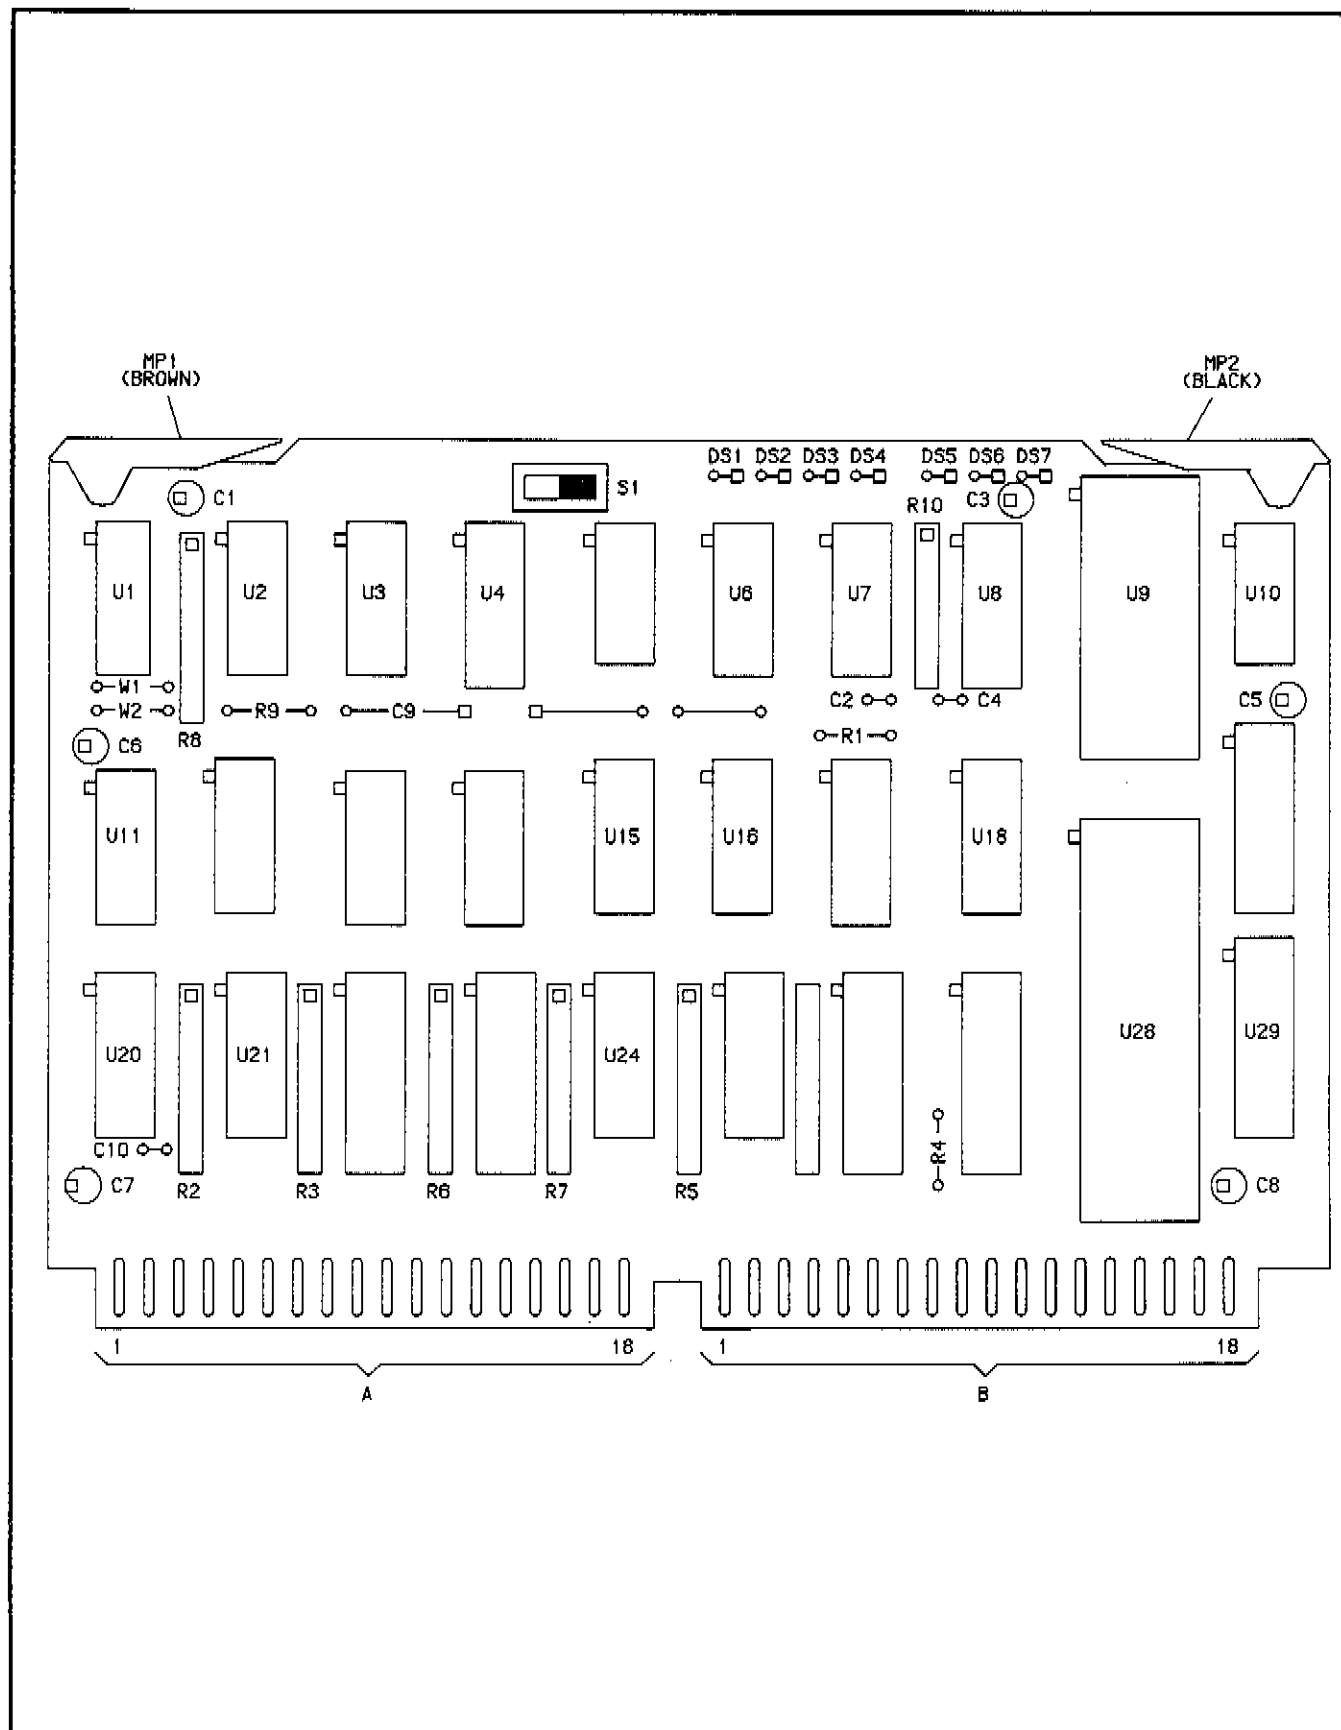 MP1
(BROWN)
MP2
(BLACK)
DS1 DS2 DS3 DS4 DS5 DS6 DS7
C1
S1
C3
R10
U1 U2 U3 U4 U6 U7 U8 U9 U10
W1
W2 R9 C9 C2 C4 C5
R8
C6
R1
U11 U15 U16 U18
U20 U21 U24 U28 U29
C10
R4
C7 R2 R3 R6 R7 R5 C8
1 18 1 18
A B